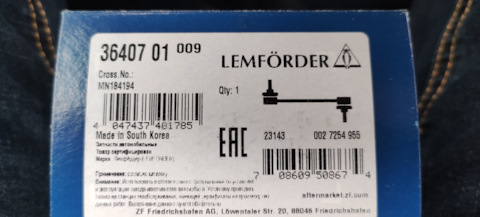 36407 01 009
LEMFÖRDER
Cross.No.:
MN184194
Qty: 1
4 047437 401785
Made in South Korea
Запчасти автомобильные
Товар сертифицирован
Марка
EAC
23143
002 7254 955
7 08609 50867 4
Примечание:
aftermarket.zf.com
ZF Friedrichshafen AG, Löwentaler Str. 20, 88046 Friedrichshafen